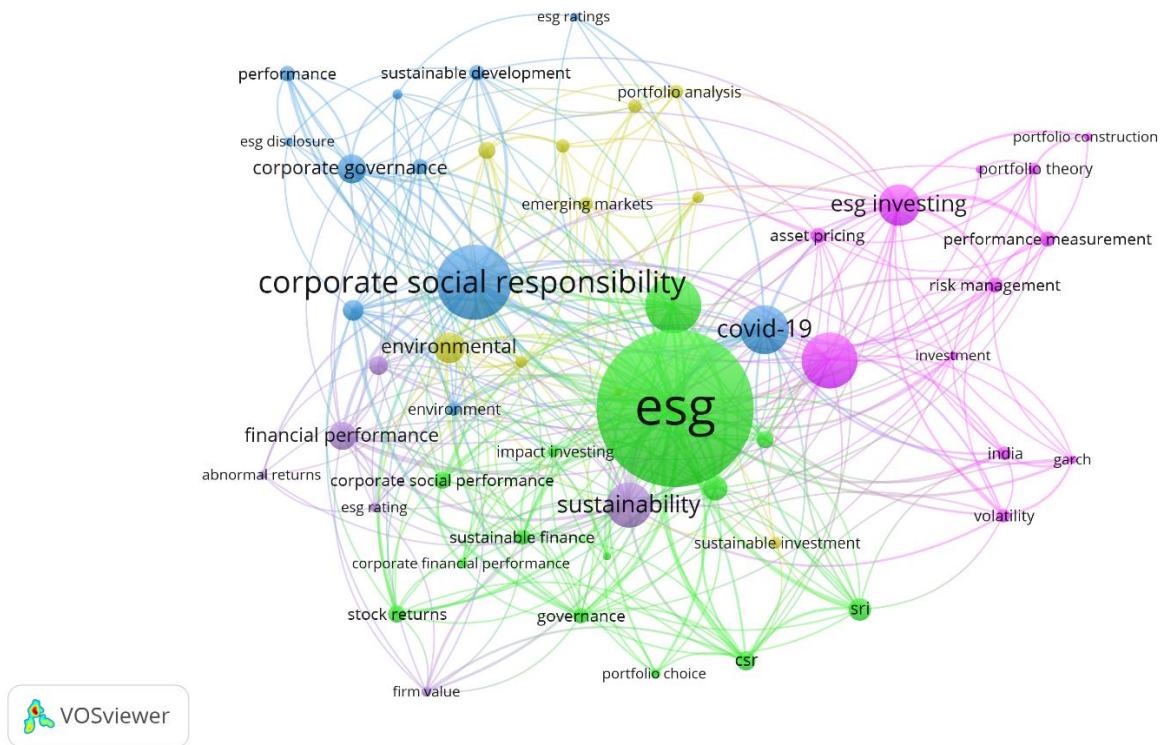 esg ratings
performance
sustainable development
portfolio analysis
portfolio construction
esg disclosure
corporate governance
portfolio theory
emerging markets
esg investing
asset pricing
performance measurement
corporate social responsibility
risk management
covid-19
environmental
investment
esg
environment
financial performance
impact investing
india
garch
abnormal returns
corporate social performance
esg rating
sustainability
volatility
sustainable finance
sustainable investment
corporate financial performance
stock returns
governance
sri
csr
portfolio choice
firm value
VOSviewer